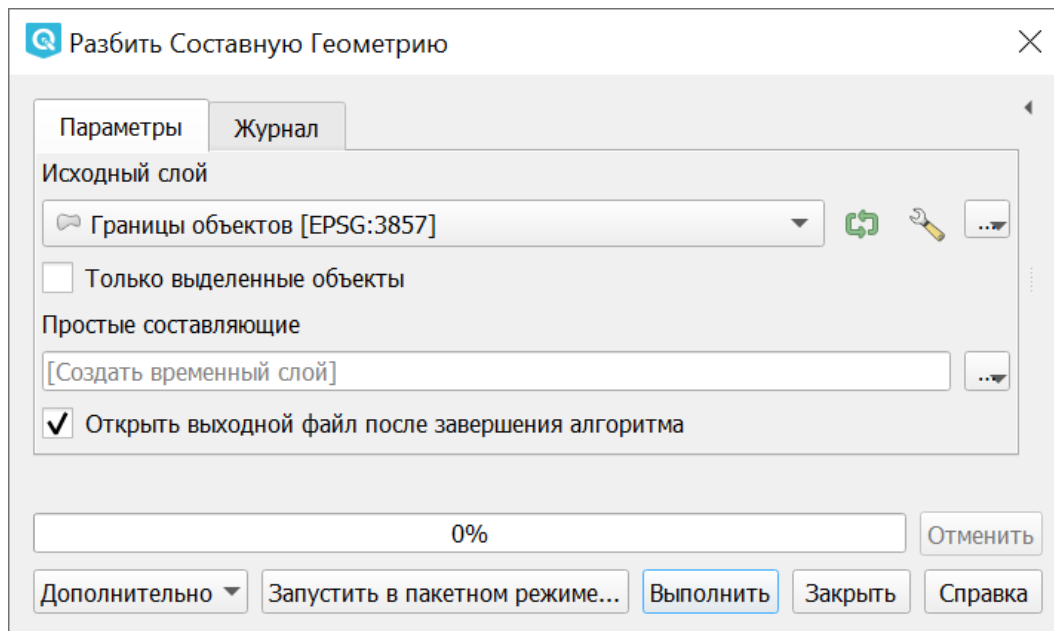 Разбить Составную Геометрию
Параметры
Журнал
Исходный слой
Границы объектов [EPSG:3857]
...
Только выделенные объекты
Простые составляющие
[Создать временный слой]
...
Открыть выходной файл после завершения алгоритма
0%
Отменить
Дополнительно
Запустить в пакетном режиме...
Выполнить
Закрыть
Справка